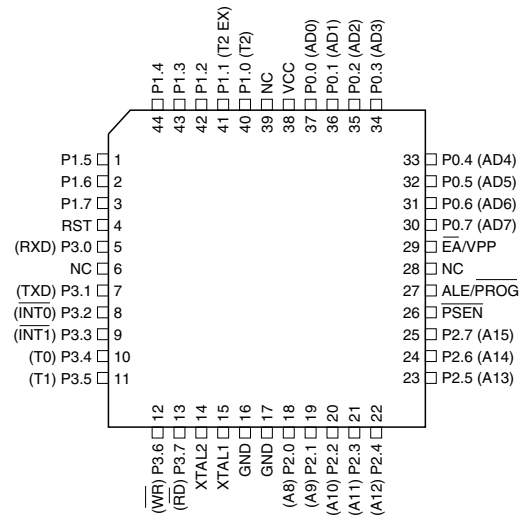 P1.4
P1.3
P1.2
P1.1 (T2 EX)
P1.0 (T2)
NC
VCC
P0.0 (AD0)
P0.1 (AD1)
P0.2 (AD2)
P0.3 (AD3)
44
43
42
41
40
39
38
37
36
35
34
P1.5 1
P1.6 2
P1.7 3
RST 4
(RXD) P3.0 5
NC 6
(TXD) P3.1 7
(INT0) P3.2 8
(INT1) P3.3 9
(T0) P3.4 10
(T1) P3.5 11
33 P0.4 (AD4)
32 P0.5 (AD5)
31 P0.6 (AD6)
30 P0.7 (AD7)
29 EA/VPP
28 NC
27 ALE/PROG
26 PSEN
25 P2.7 (A15)
24 P2.6 (A14)
23 P2.5 (A13)
12
13
14
15
16
17
18
19
20
21
22
(WR) P3.6
(RD) P3.7
XTAL2
XTAL1
GND
GND
(A8) P2.0
(A9) P2.1
(A10) P2.2
(A11) P2.3
(A12) P2.4